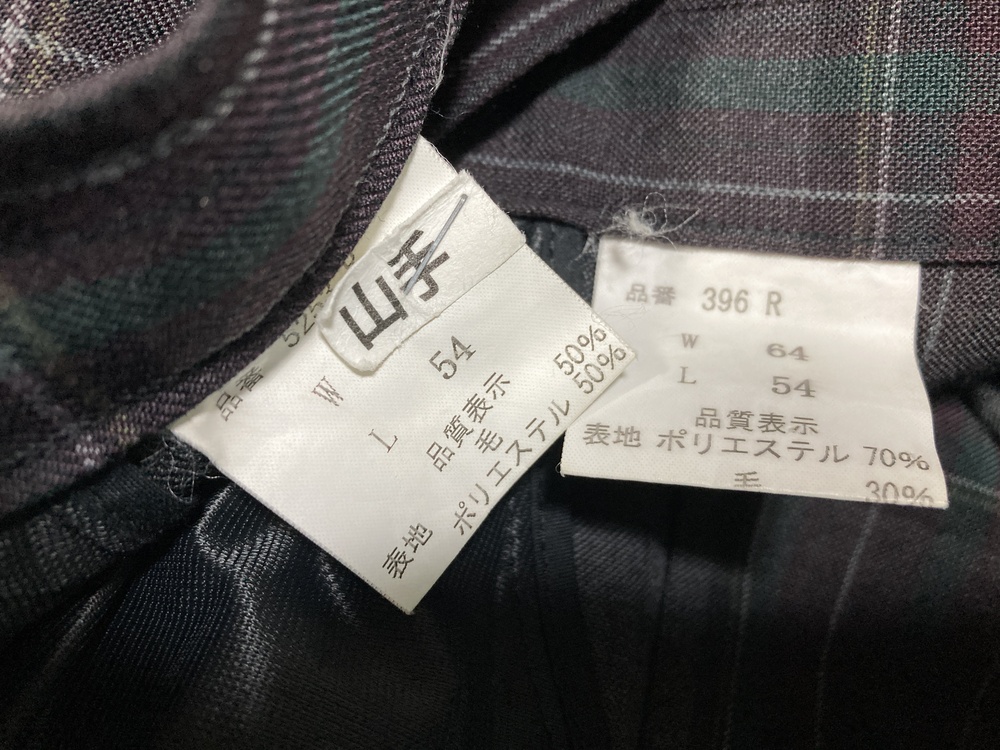 山手
品番
W
L 54
品質表示
毛 50%
ポリエステル 50%
表地
品番 396 R
W 64
L 54
品質表示
表地 ポリエステル 70%
毛 30%